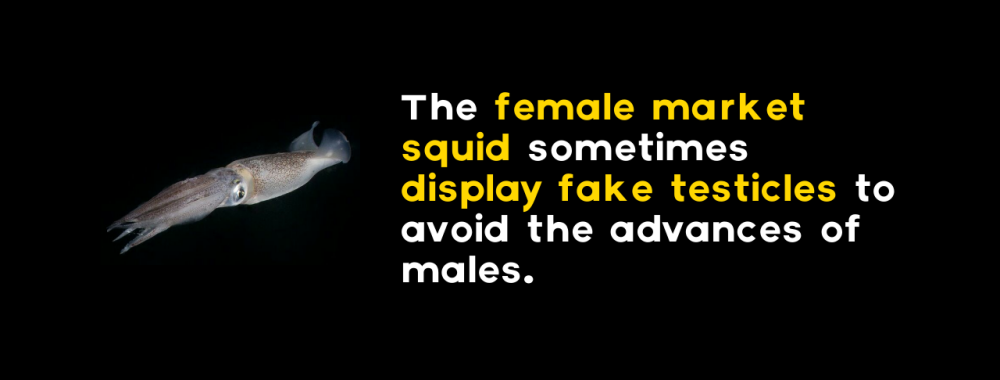 The female market
squid sometimes
display fake testicles to
avoid the advances of
males.